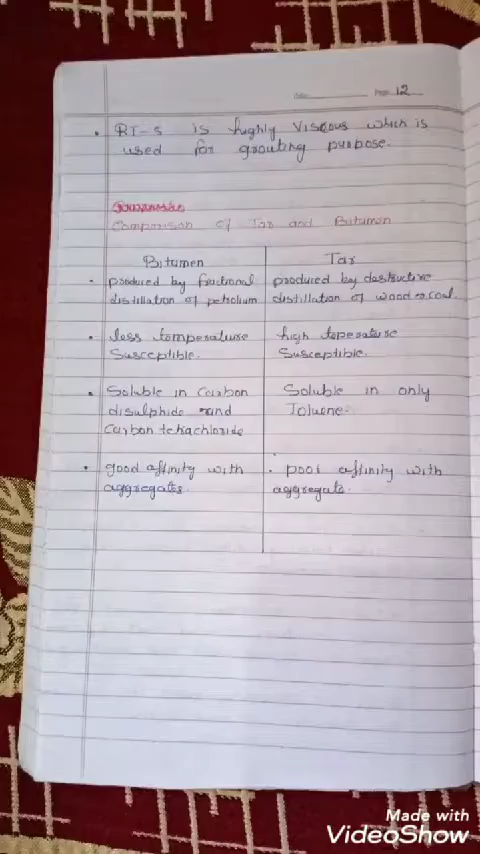 Page 12
• RT-5 is highly viscous which is
used for grouting purpose.
Comparison of Tar and Bitumen
Bitumen
Tar
• produced by fractional
distillation of petrolium
produced by destructive
distillation of wood or coal.
• less temperature
Susceptible.
high teperature
Susceptible.
• Soluble in Carbon
disulphide and
Carbon tetrachloride
Soluble in only
Toluene.
• good affinity with
aggregates.
• poor affinity with
aggregate.
Made with
VideoShow